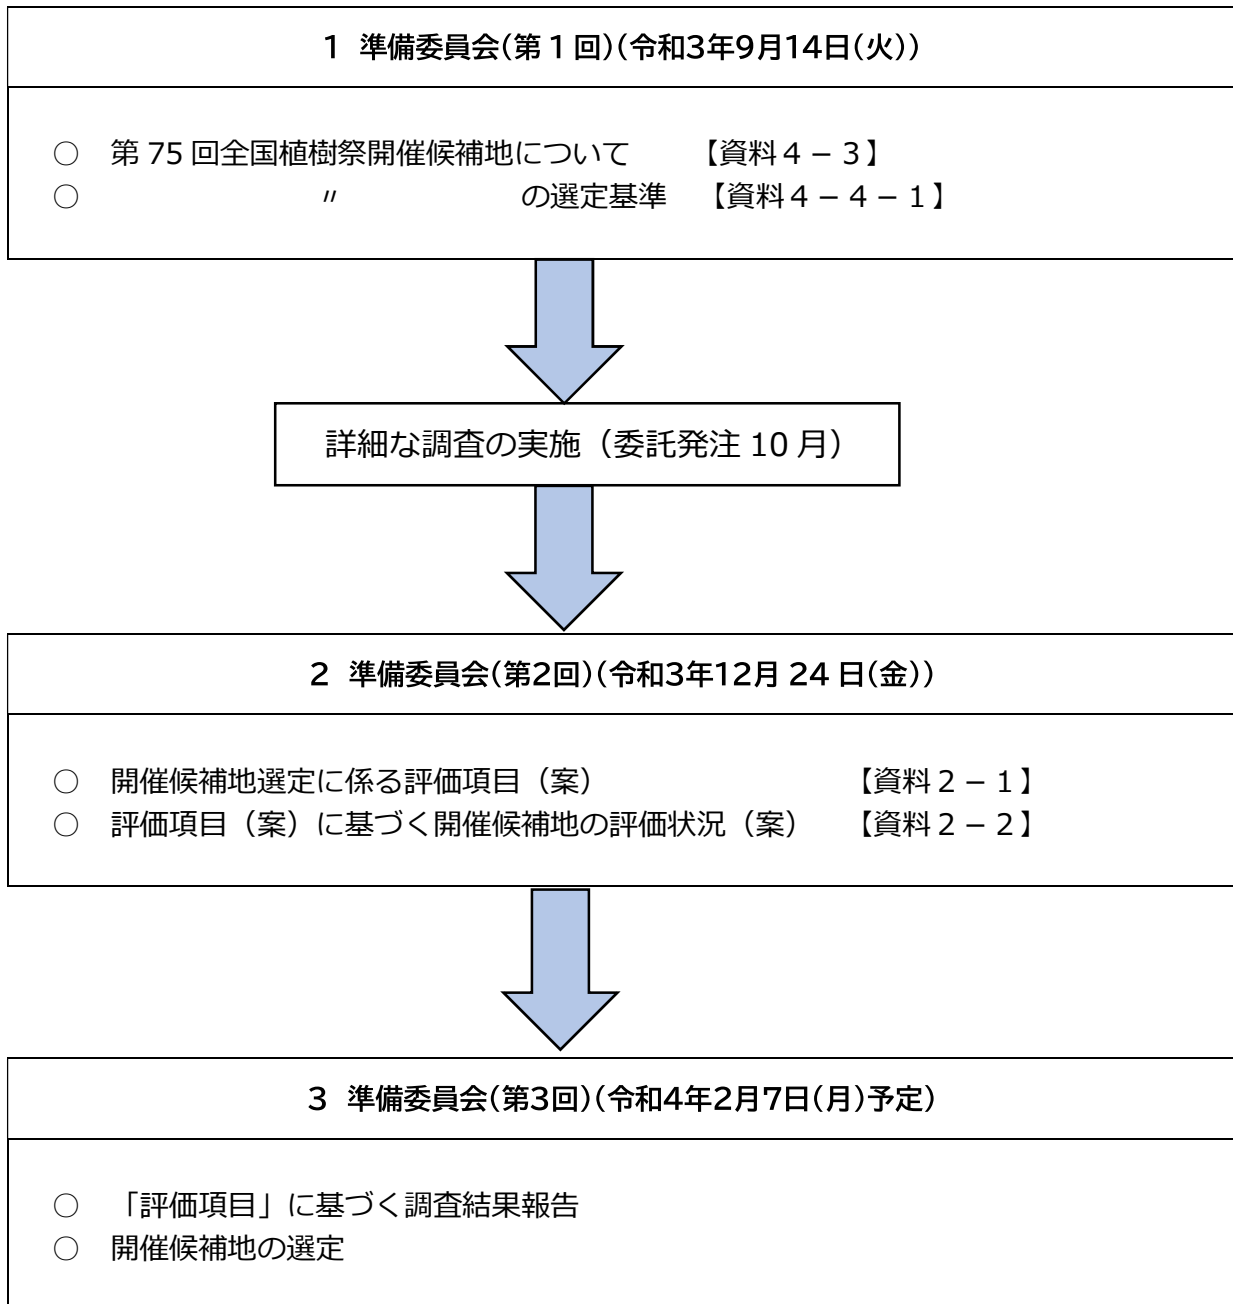 1 準備委員会(第1回)(令和3年9月14日(火))
○ 第75回全国植樹祭開催候補地について 【資料4－3】
○ 〃 の選定基準 【資料4－4－1】
詳細な調査の実施（委託発注10月）
2 準備委員会(第2回)(令和3年12月24日(金))
○ 開催候補地選定に係る評価項目（案） 【資料2－1】
○ 評価項目（案）に基づく開催候補地の評価状況（案） 【資料2－2】
3 準備委員会(第3回)(令和4年2月7日(月)予定)
○ 「評価項目」に基づく調査結果報告
○ 開催候補地の選定